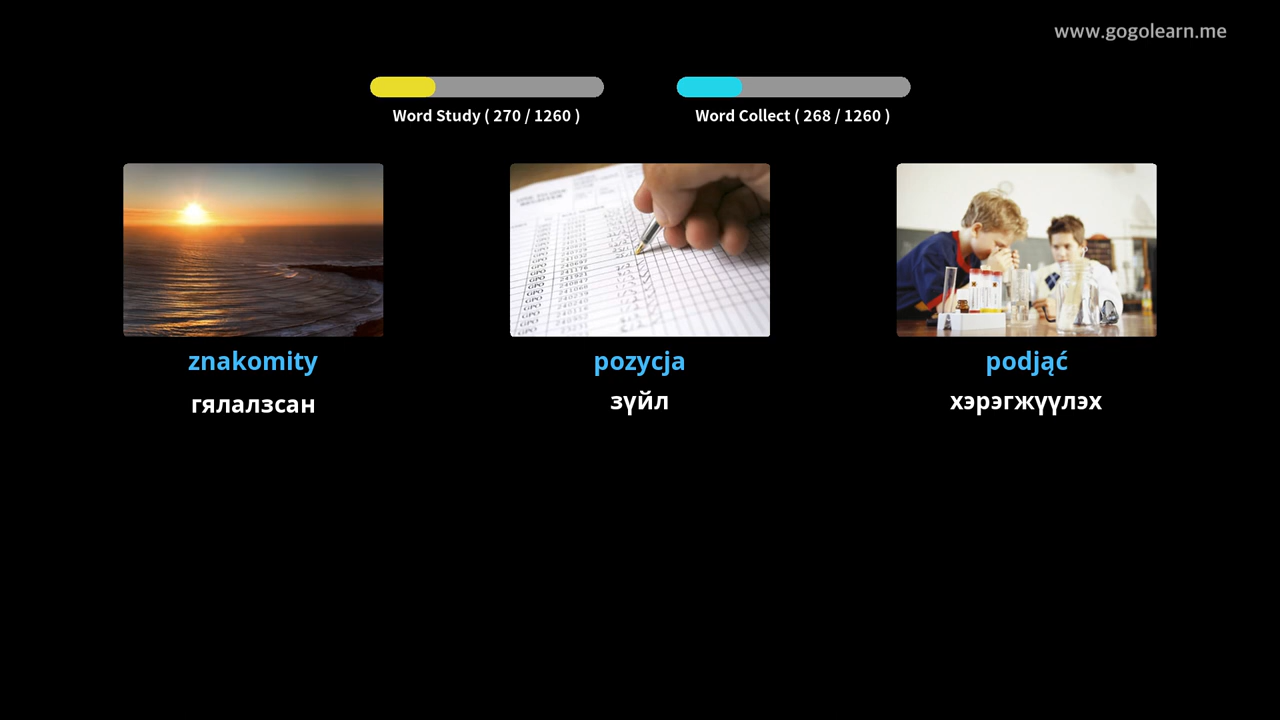 www.gogolearn.me
Word Study ( 270 / 1260 )
Word Collect ( 268 / 1260 )
znakomity
pozycja
podjąć
гялалзсан
зүйл
хэрэгжүүлэх